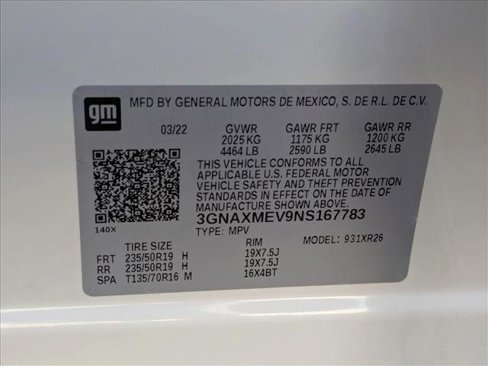 gm
MFD BY GENERAL MOTORS DE MEXICO, S. DE R.L. DE C.V.
03/22 GVWR GAWR FRT GAWR RR
2025 KG 1175 KG 1200 KG
4464 LB 2590 LB 2645 LB
THIS VEHICLE CONFORMS TO ALL
APPLICABLE U.S. FEDERAL MOTOR
VEHICLE SAFETY AND THEFT PREVENTION
STANDARDS IN EFFECT ON THE DATE OF
MANUFACTURE SHOWN ABOVE.
3GNAXMEV9NS167783
140X TYPE: MPV MODEL: 931XR26
TIRE SIZE RIM
FRT 235/50R19 H 19X7.5J
RR 235/50R19 H 19X7.5J
SPA T135/70R16 M 16X4BT